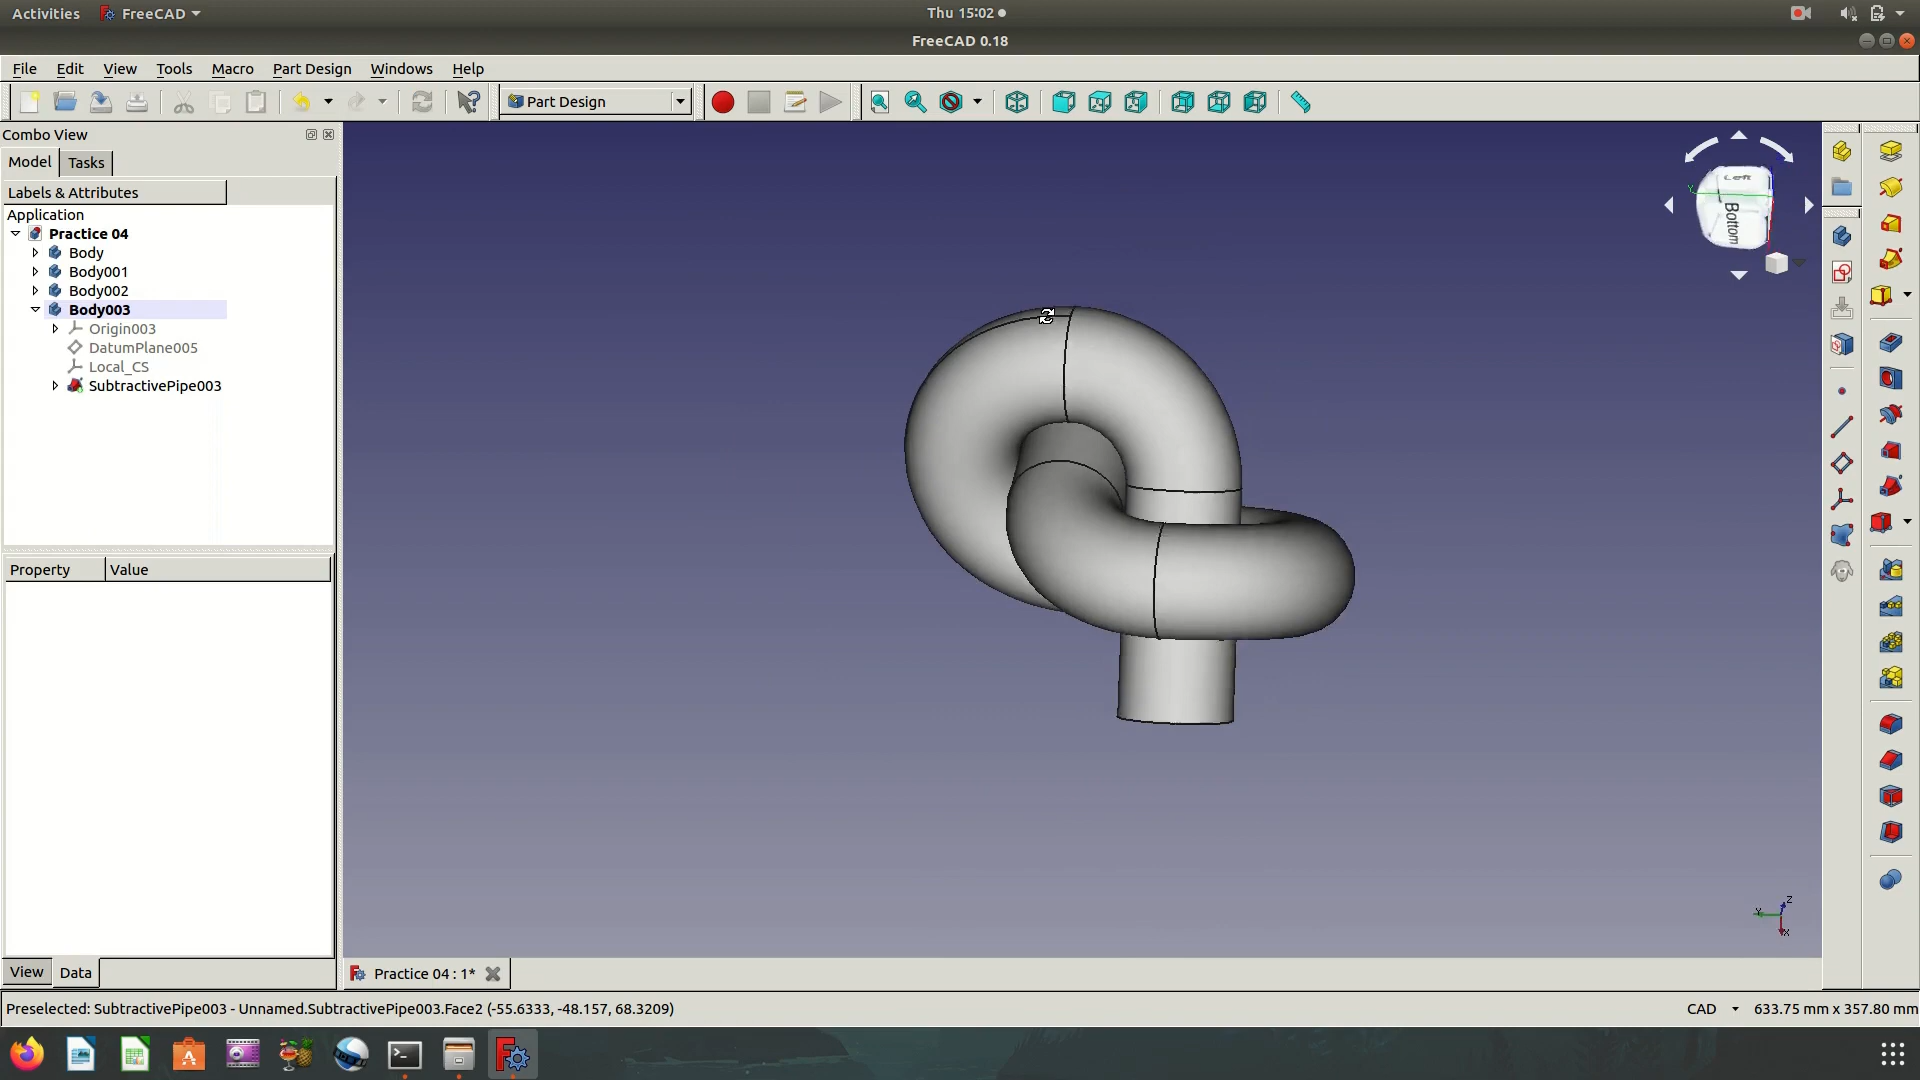 Activities FreeCAD Thu 15:02
FreeCAD 0.18
File Edit View Tools Macro Part Design Windows Help
Part Design
Combo View
Model Tasks
Labels & Attributes
Application
Practice 04
Body
Body001
Body002
Body003
Origin003
DatumPlane005
Local_CS
SubtractivePipe003
Left
Bottom
Y
Property Value
Z
Y
X
View Data
Practice 04 : 1*
Preselected: SubtractivePipe003 - Unnamed.SubtractivePipe003.Face2 (-55.6333, -48.157, 68.3209)
CAD 633.75 mm x 357.80 mm